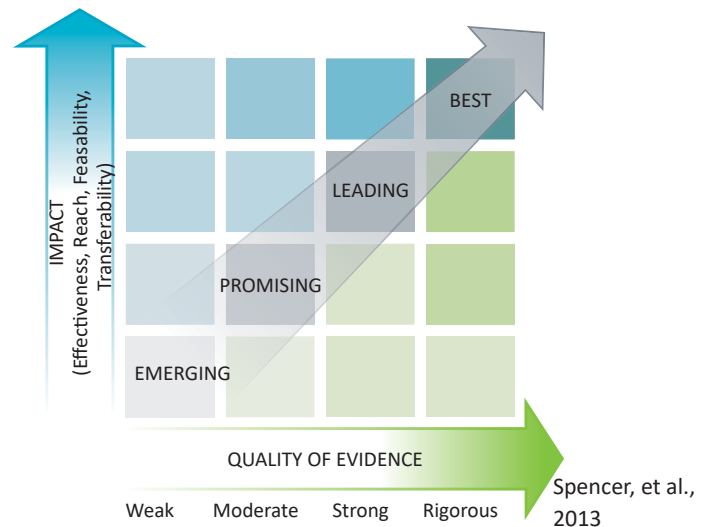 IMPACT
(Effectiveness, Reach, Feasability,
Transferability)
BEST
LEADING
PROMISING
EMERGING
QUALITY OF EVIDENCE
Weak Moderate Strong Rigorous
Spencer, et al.,
2013